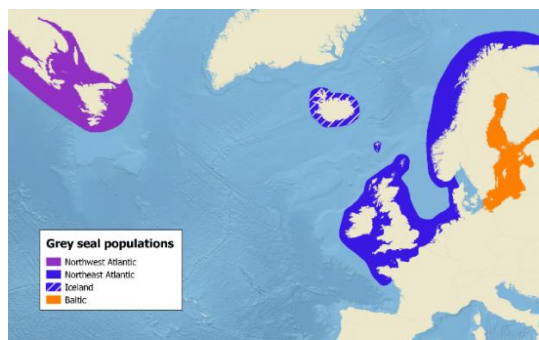 Grey seal populations
Northwest Atlantic
Northeast Atlantic
Iceland
Baltic